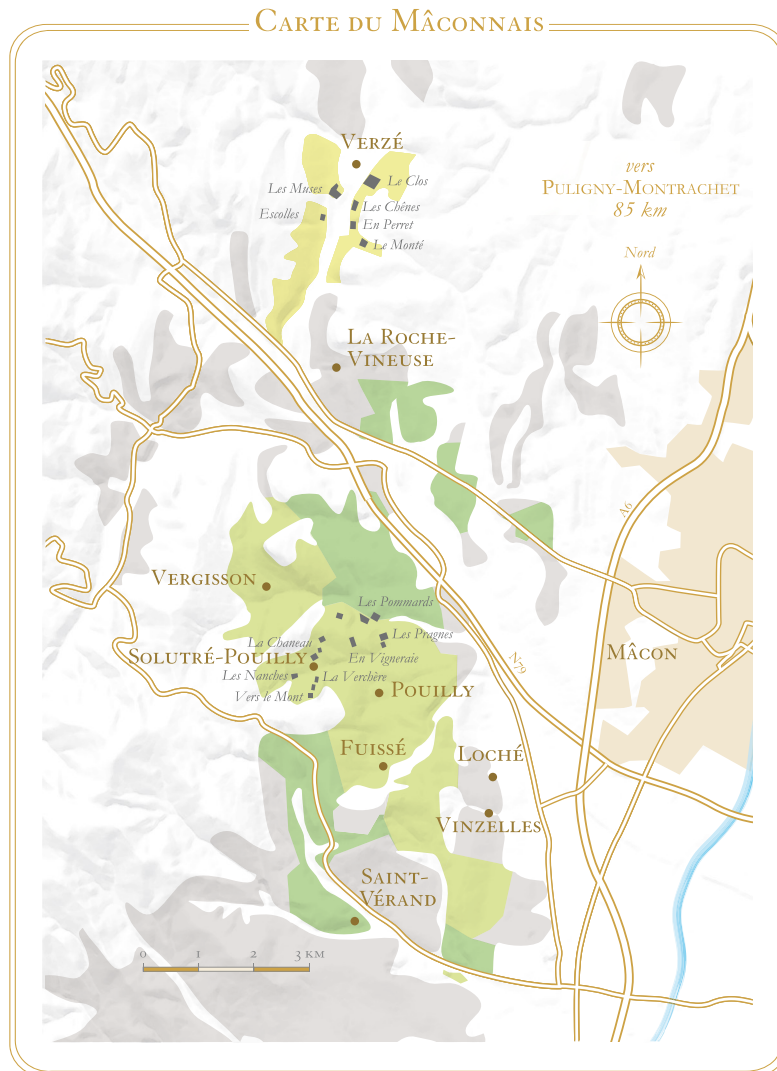 Carte du Mâconnais
Verzé
Les Muses
Le Clos
Les Chênes
Escolles
En Perret
Le Monté
vers
Puligny-Montrachet
85 km
Nord
La Roche-
Vineuse
A6
Vergisson
Les Pommards
La Chaneau
Les Pragnes
Solutré-Pouilly
En Vigneraie
Mâcon
N79
Les Nanches
La Verchère
Vers le Mont
Pouilly
Fuissé
Loché
Vinzelles
Saint-
Vérand
0 1 2 3 km